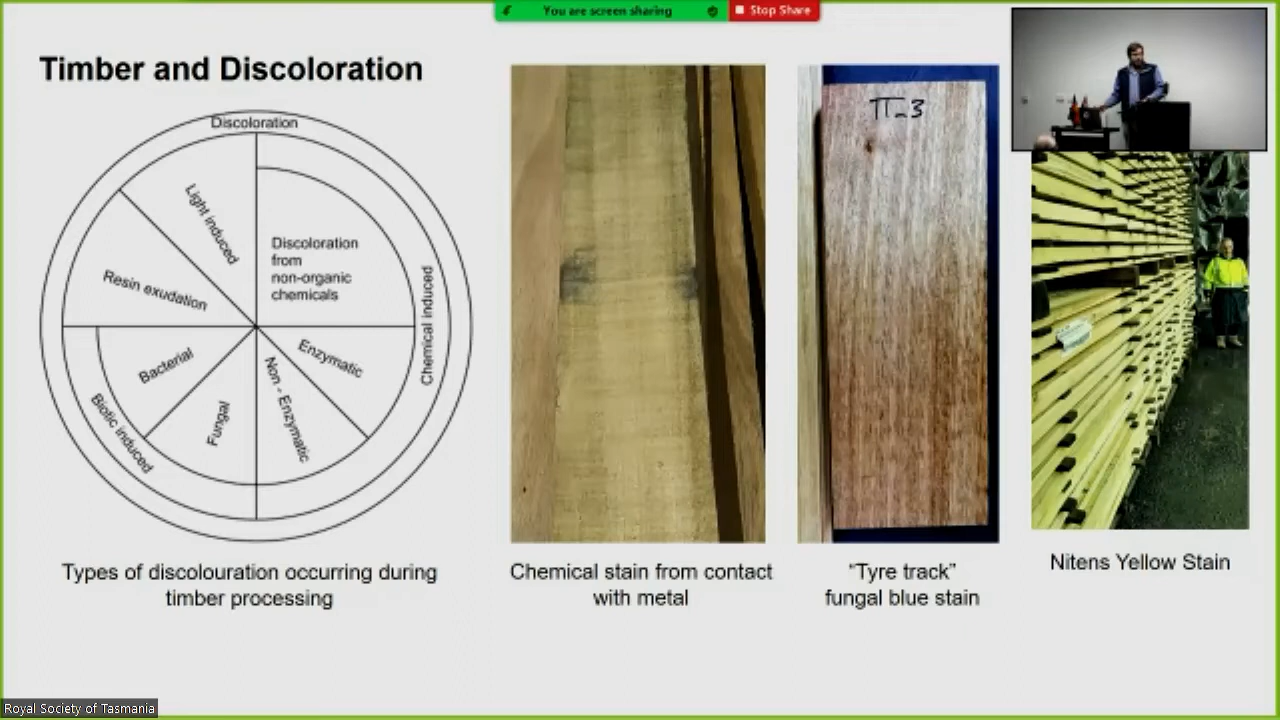 You are screen sharing
Stop Share
Timber and Discoloration
Discoloration
Light induced
Discoloration
from
non-organic
chemicals
Resin exudation
Chemical induced
Enzymatic
Bacterial
Non - Enzymatic
Fungal
Biotic induced
Types of discolouration occurring during
timber processing
Chemical stain from contact
with metal
“Tyre track”
fungal blue stain
Nitens Yellow Stain
Royal Society of Tasmania